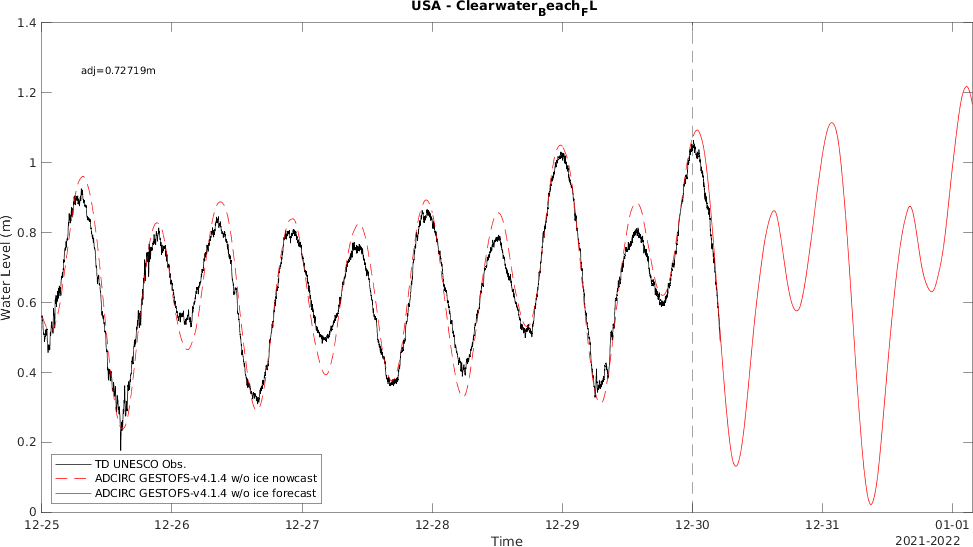 USA - Clearwater_Beach_FL
1.4
adj=0.72719m
1.2
1
0.8
Water Level (m)
0.6
0.4
0.2
TD UNESCO Obs.
ADCIRC GESTOFS-v4.1.4 w/o ice nowcast
ADCIRC GESTOFS-v4.1.4 w/o ice forecast
0
12-25 12-26 12-27 12-28 12-29 12-30 12-31 01-01
Time
2021-2022